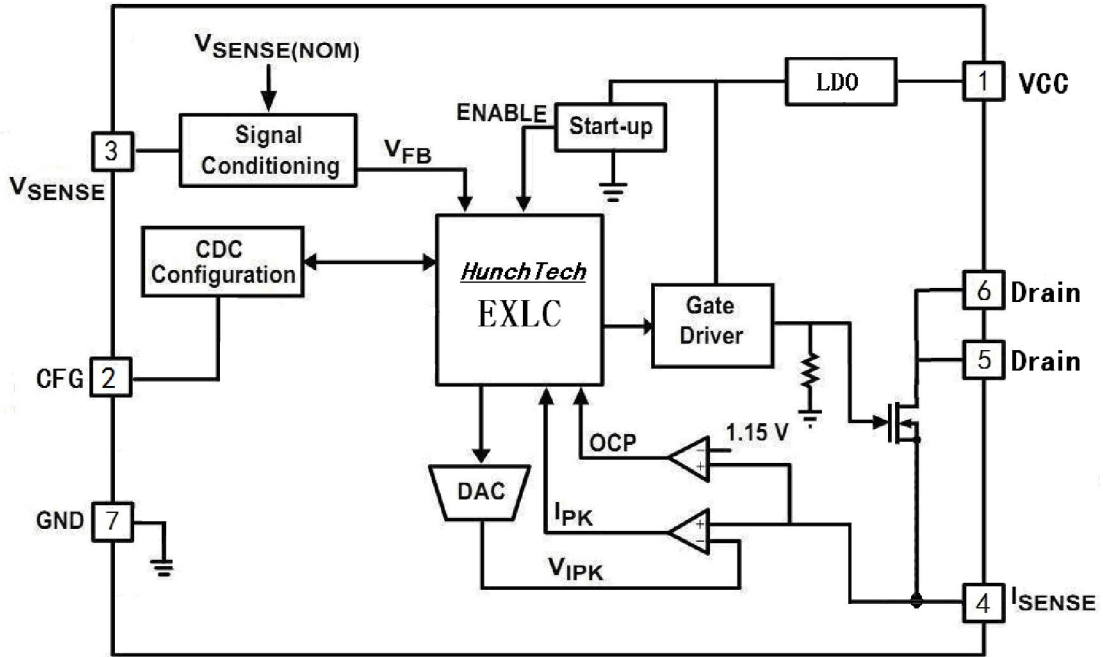 VSENSE(NOM)
LDO
1
VCC
ENABLE
Start-up
3
Signal
Conditioning
VFB
VSENSE
CDC
Configuration
HunchTech
EXLC
Gate
Driver
6
Drain
5
Drain
CFG
2
OCP
1.15 V
-
+
DAC
IPK
+
-
GND
7
VIPK
4
ISENSE